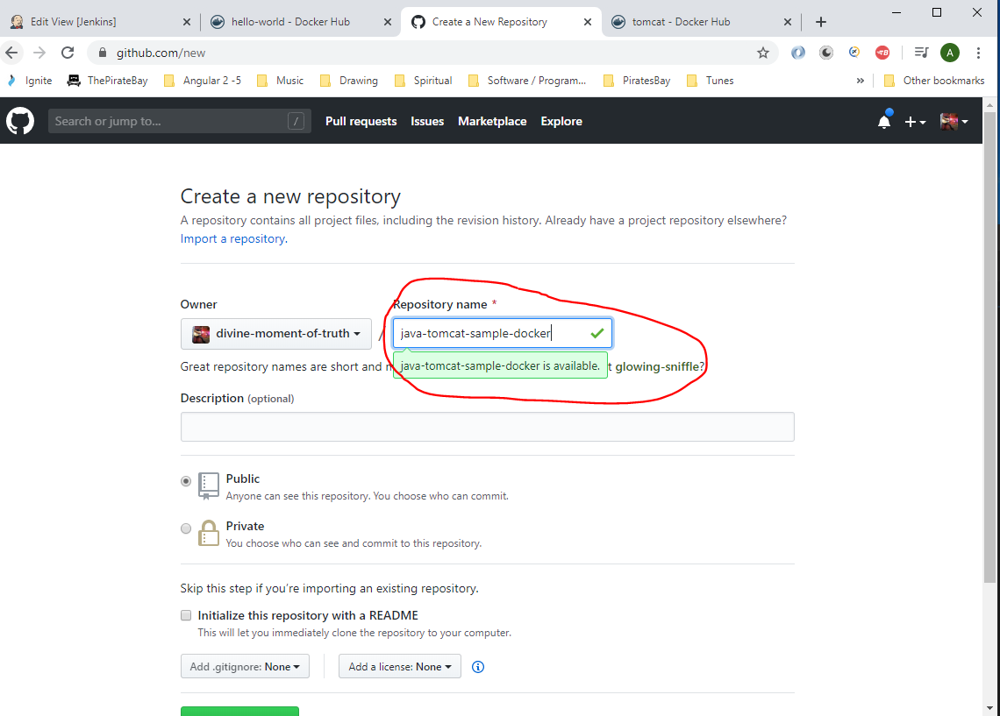 Edit View [Jenkins]
hello-world - Docker Hub
Create a New Repository
tomcat - Docker Hub
github.com/new
A
Ignite
ThePirateBay
Angular 2 -5
Music
Drawing
Spiritual
Software / Program...
PiratesBay
Tunes
»
Other bookmarks
Search or jump to...
/
Pull requests
Issues
Marketplace
Explore
Create a new repository
A repository contains all project files, including the revision history. Already have a project repository elsewhere?
Import a repository.
Owner
Repository name *
divine-moment-of-truth
/
java-tomcat-sample-docker
Great repository names are short and
java-tomcat-sample-docker is available.
glowing-sniffle?
Description (optional)
Public
Anyone can see this repository. You choose who can commit.
Private
You choose who can see and commit to this repository.
Skip this step if you’re importing an existing repository.
Initialize this repository with a README
This will let you immediately clone the repository to your computer.
Add .gitignore: None
Add a license: None